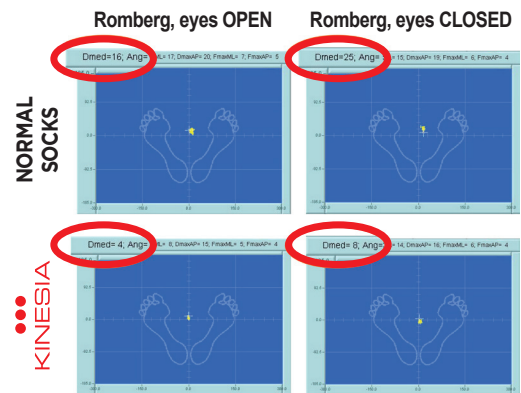 Romberg, eyes OPEN
Romberg, eyes CLOSED
NORMAL
SOCKS
Dmed=16; Ang= ML= 17; DmaxAP= 20; FmaxML= 7; FmaxAP= 5
Dmed=25; Ang= = 15; DmaxAP= 19; FmaxML= 6; FmaxAP= 4
KINESIA
Dmed= 4; Ang= ML= 8; DmaxAP= 15; FmaxML= 5; FmaxAP= 4
Dmed= 8; Ang= = 14; DmaxAP= 16; FmaxML= 6; FmaxAP= 4